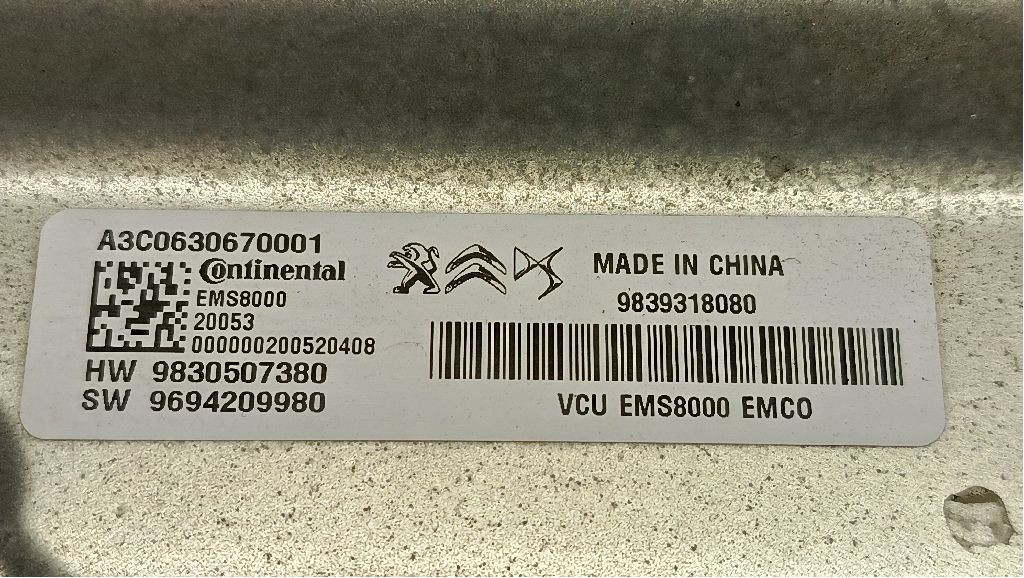 A3C0630670001
Continental
EMS8000
20053
000000200520408
HW 9830507380
SW 9694209980
MADE IN CHINA
9839318080
VCU EMS8000 EMCO